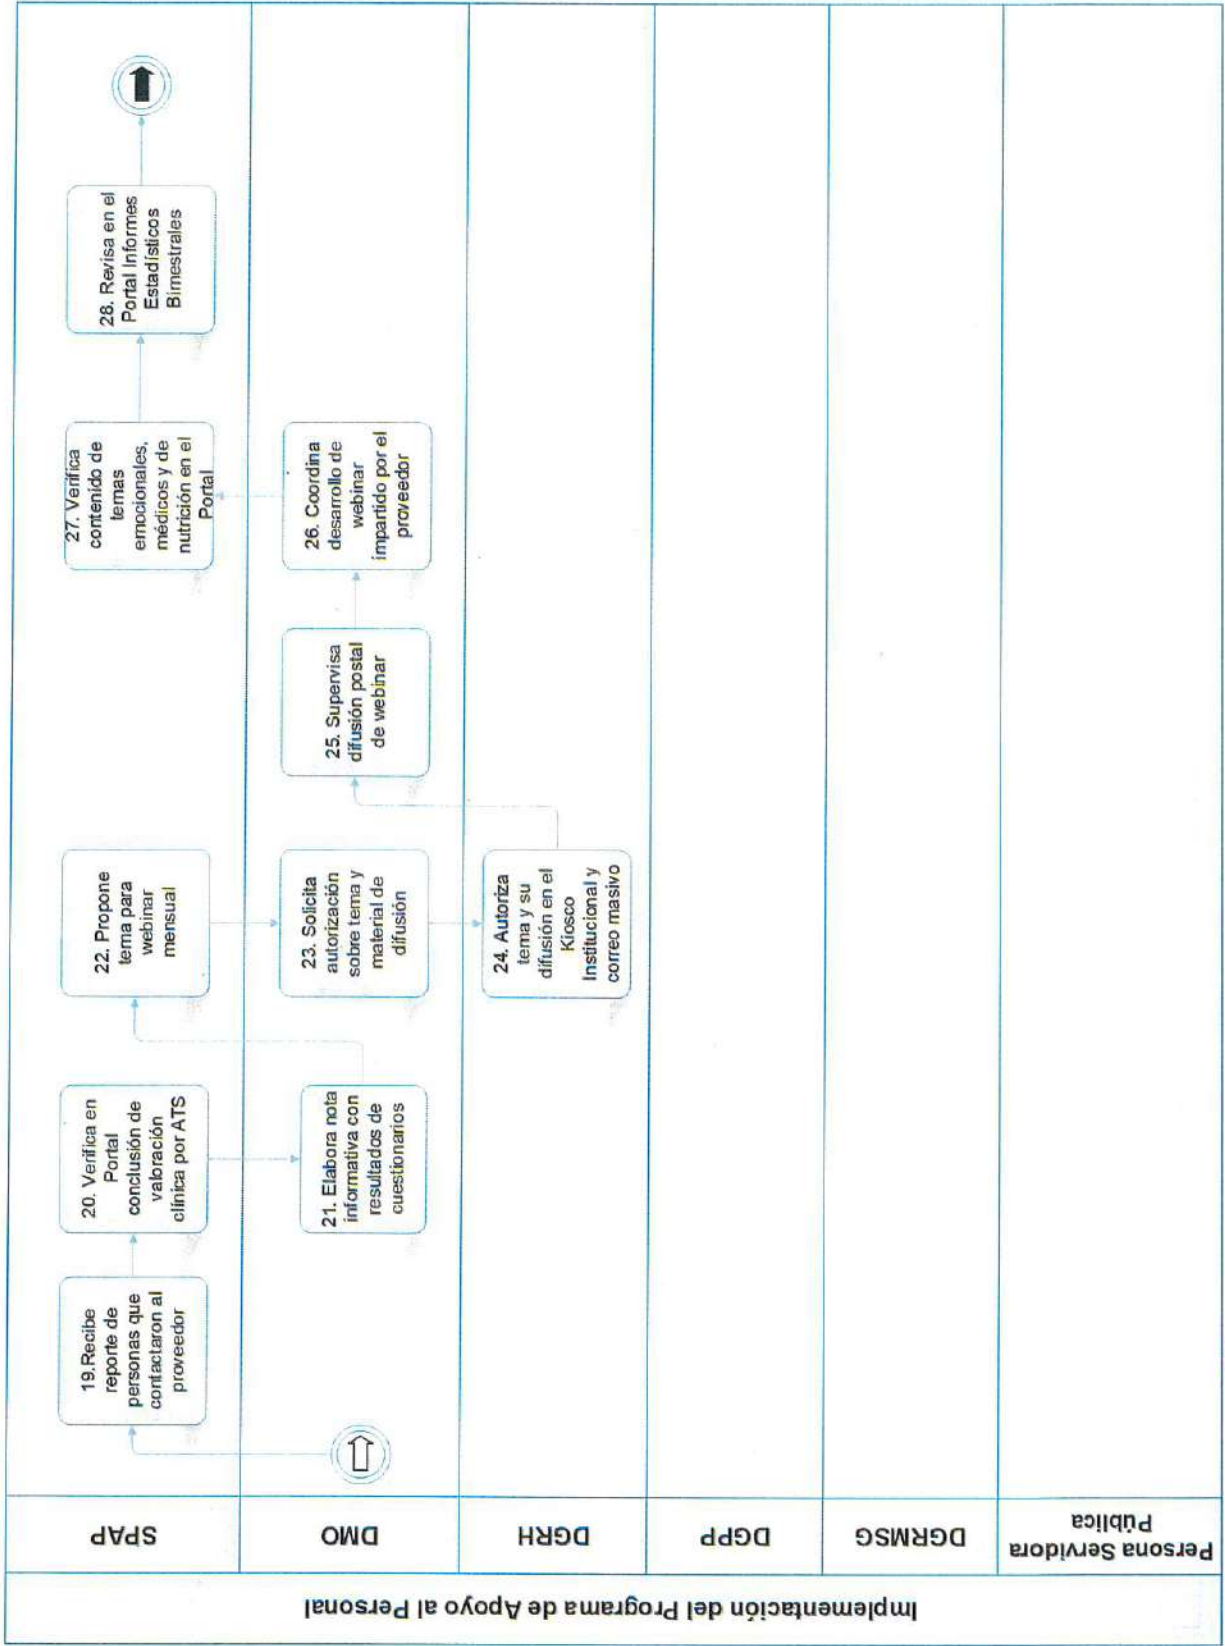 Implementación del Programa de Apoyo al Personal
SPAP
19.Recibe
reporte de
personas que
contactaron al
proveedor
20. Verifica en
Portal
conclusión de
valoración
clínica por ATS
22. Propone
tema para
webinar
mensual
27. Verifica
contenido de
temas
emocionales,
médicos y de
nutrición en el
Portal
28. Revisa en el
Portal Informes
Estadísticos
Bimestrales
DMO
21. Elabora nota
informativa con
resultados de
cuestionarios
23. Solicita
autorización
sobre tema y
material de
difusión
25. Supervisa
difusión postal
de webinar
26. Coordina
desarrollo de
webinar
impartido por el
proveedor
DGRH
24. Autoriza
tema y su
difusión en el
Kiosco
Institucional y
correo masivo
DGPP
DGRMSG
Persona Servidora
Pública